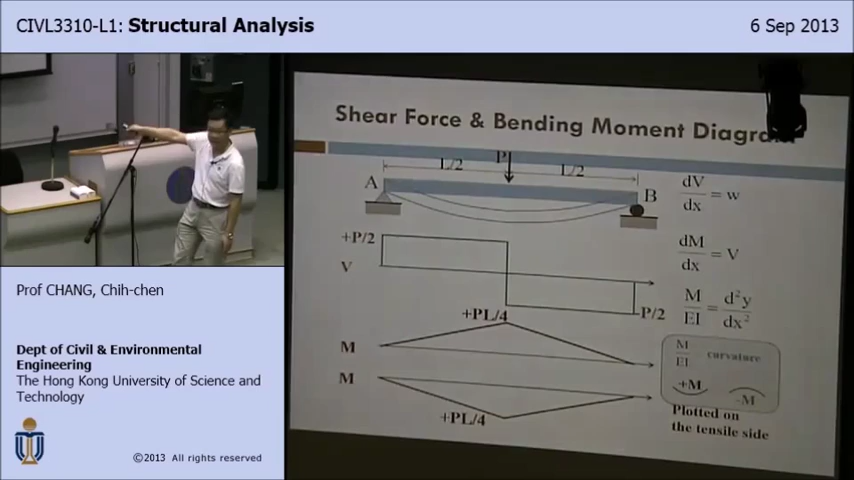 CIVL3310-L1: Structural Analysis
6 Sep 2013
Shear Force & Bending Moment Diagram
L/2
P
L/2
A
B
dV
dx
= w
+P/2
V
dM
dx
= V
-P/2
M
EI
=
d²y
dx²
+PL/4
M
M
EI
curvature
M
+M
-M
+PL/4
Plotted on
the tensile side
Prof CHANG, Chih-chen
Dept of Civil & Environmental
Engineering
The Hong Kong University of Science and
Technology
©2013 All rights reserved